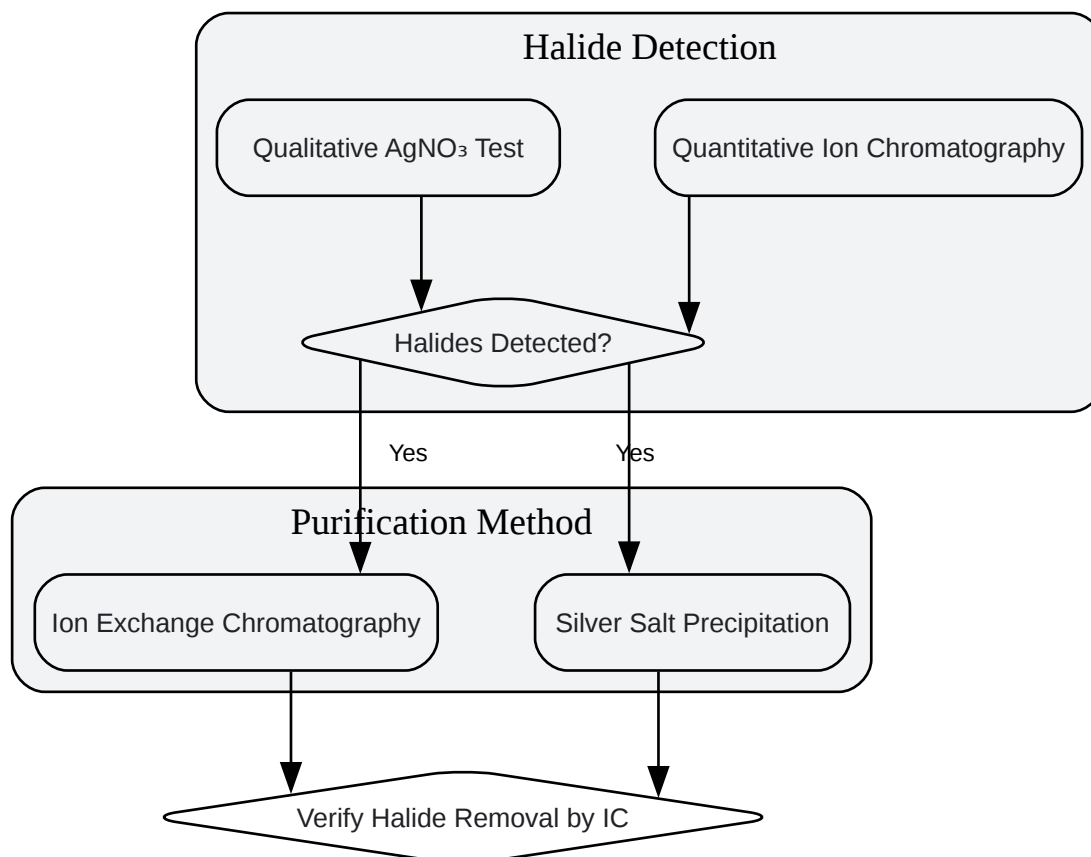 Halide Detection
Qualitative AgNO₃ Test
Quantitative Ion Chromatography
Halides Detected?
Yes
Yes
Purification Method
Ion Exchange Chromatography
Silver Salt Precipitation
Verify Halide Removal by IC